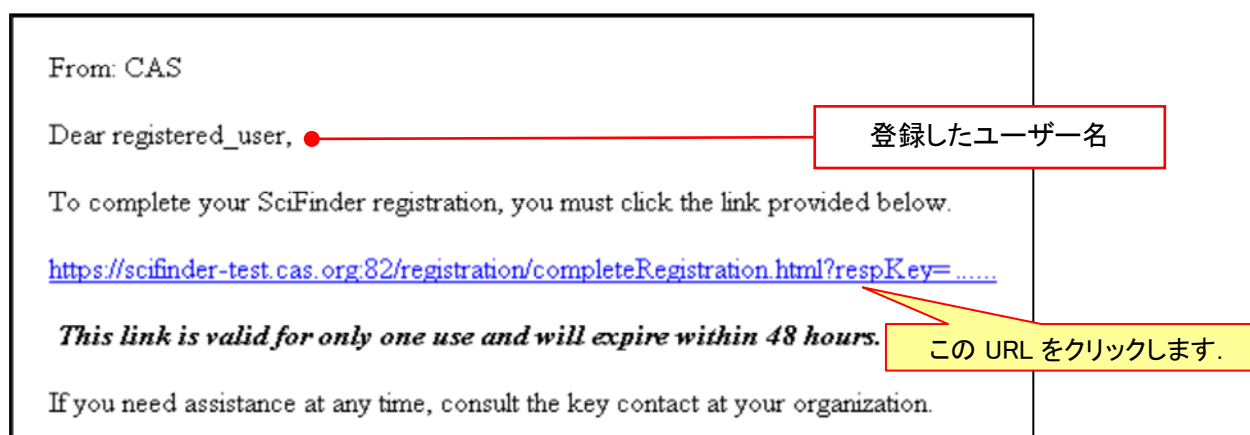 From: CAS
Dear registered_user,
登録したユーザー名
To complete your SciFinder registration, you must click the link provided below.
https://scifinder-test.cas.org:82/registration/completeRegistration.html?respKey= ......
This link is valid for only one use and will expire within 48 hours.
この URL をクリックします.
If you need assistance at any time, consult the key contact at your organization.